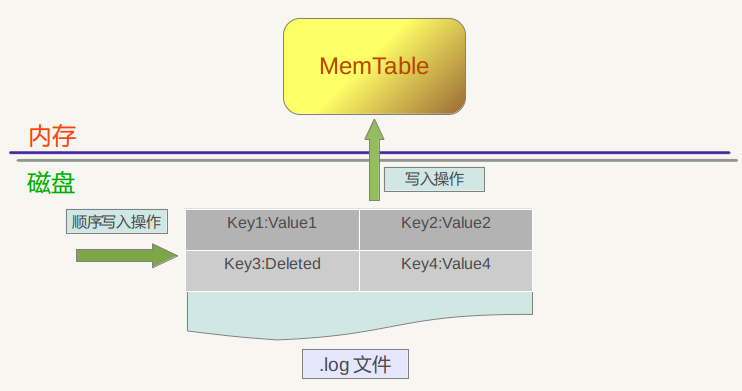 MemTable
内存
磁盘
写入操作
顺序写入操作
Key1:Value1
Key2:Value2
Key3:Deleted
Key4:Value4
.log 文件